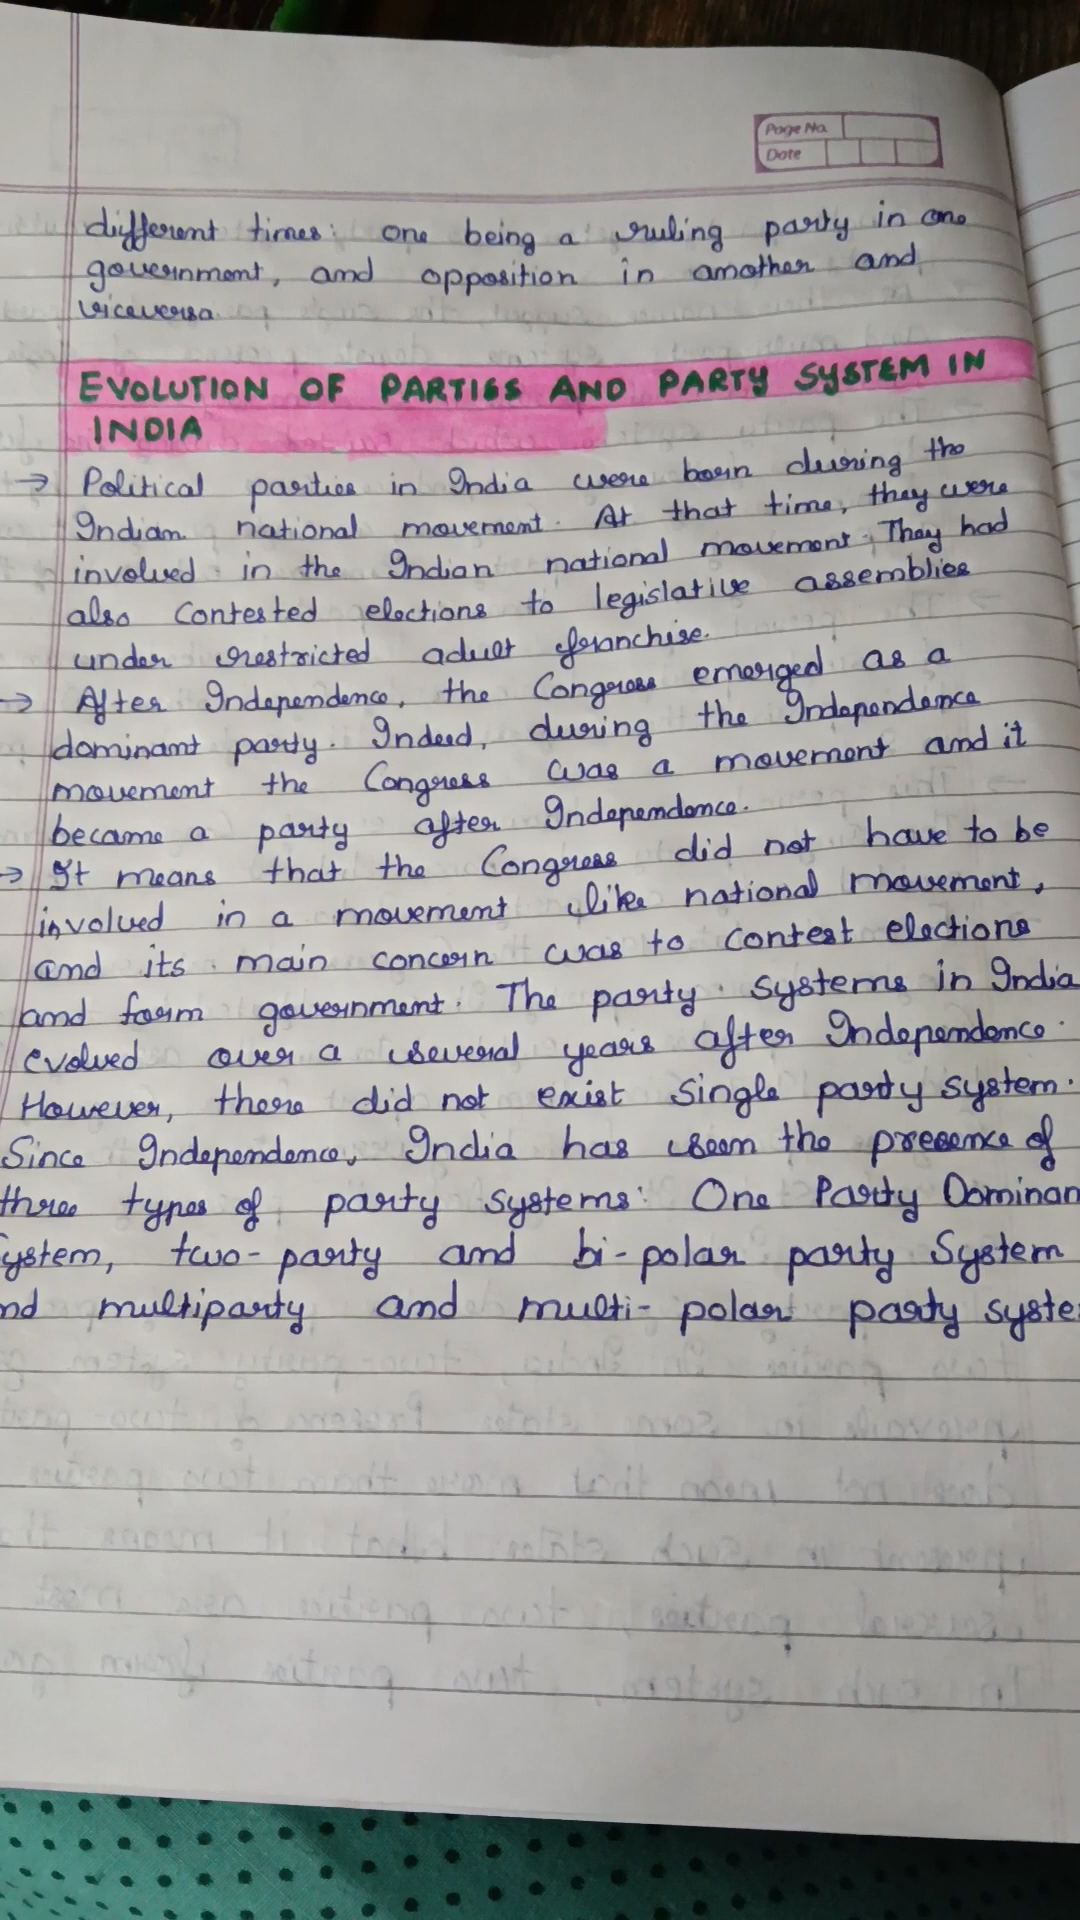 Page No.
Date
different times: one being a ruling party in one
government, and opposition in another and
viceversa.
EVOLUTION OF PARTIES AND PARTY SYSTEM IN
INDIA
→ Political parties in India were born during the
Indian national movement. At that time, they were
involved in the Indian national movement. They had
also contested elections to legislative assemblies
under restricted adult franchise.
→ After Independence, the Congress emerged as a
dominant party. Indeed, during the Independence
movement the Congress was a movement and it
became a party after Independence.
→ It means that the Congress did not have to be
involved in a movement like national movement,
and its main concern was to contest elections
and form government. The party systems in India
evolved over a several years after Independence.
However, there did not exist single party system.
Since Independence, India has seen the presence of
three types of party systems: One Party Dominan
ystem, two-party and bi-polar party System
nd multiparty and multi-polar party syste